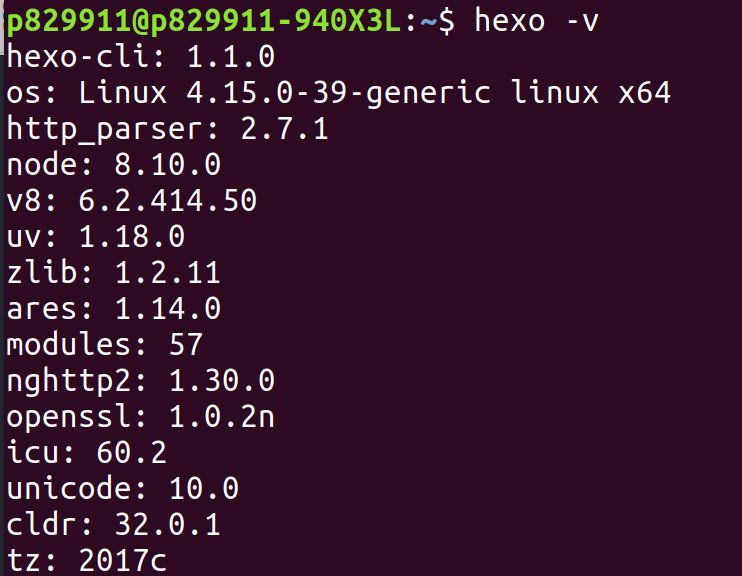 p829911@p829911-940X3L:~$ hexo -v
hexo-cli: 1.1.0
os: Linux 4.15.0-39-generic linux x64
http_parser: 2.7.1
node: 8.10.0
v8: 6.2.414.50
uv: 1.18.0
zlib: 1.2.11
ares: 1.14.0
modules: 57
nghttp2: 1.30.0
openssl: 1.0.2n
icu: 60.2
unicode: 10.0
cldr: 32.0.1
tz: 2017c